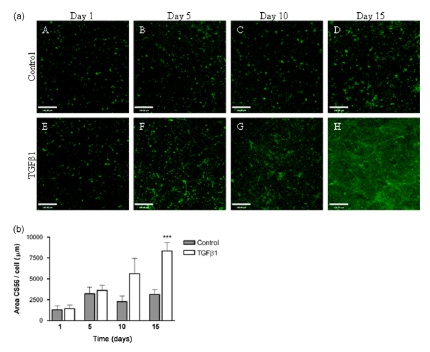 (a) Day 1 Day 5 Day 10 Day 15
Control
A B C D
TGFβ1
E F G H
(b)
10000
7500
5000
2500
0
Area CS56 / cell (μm)
***
Control
TGFβ1
1 5 10 15
Time (days)